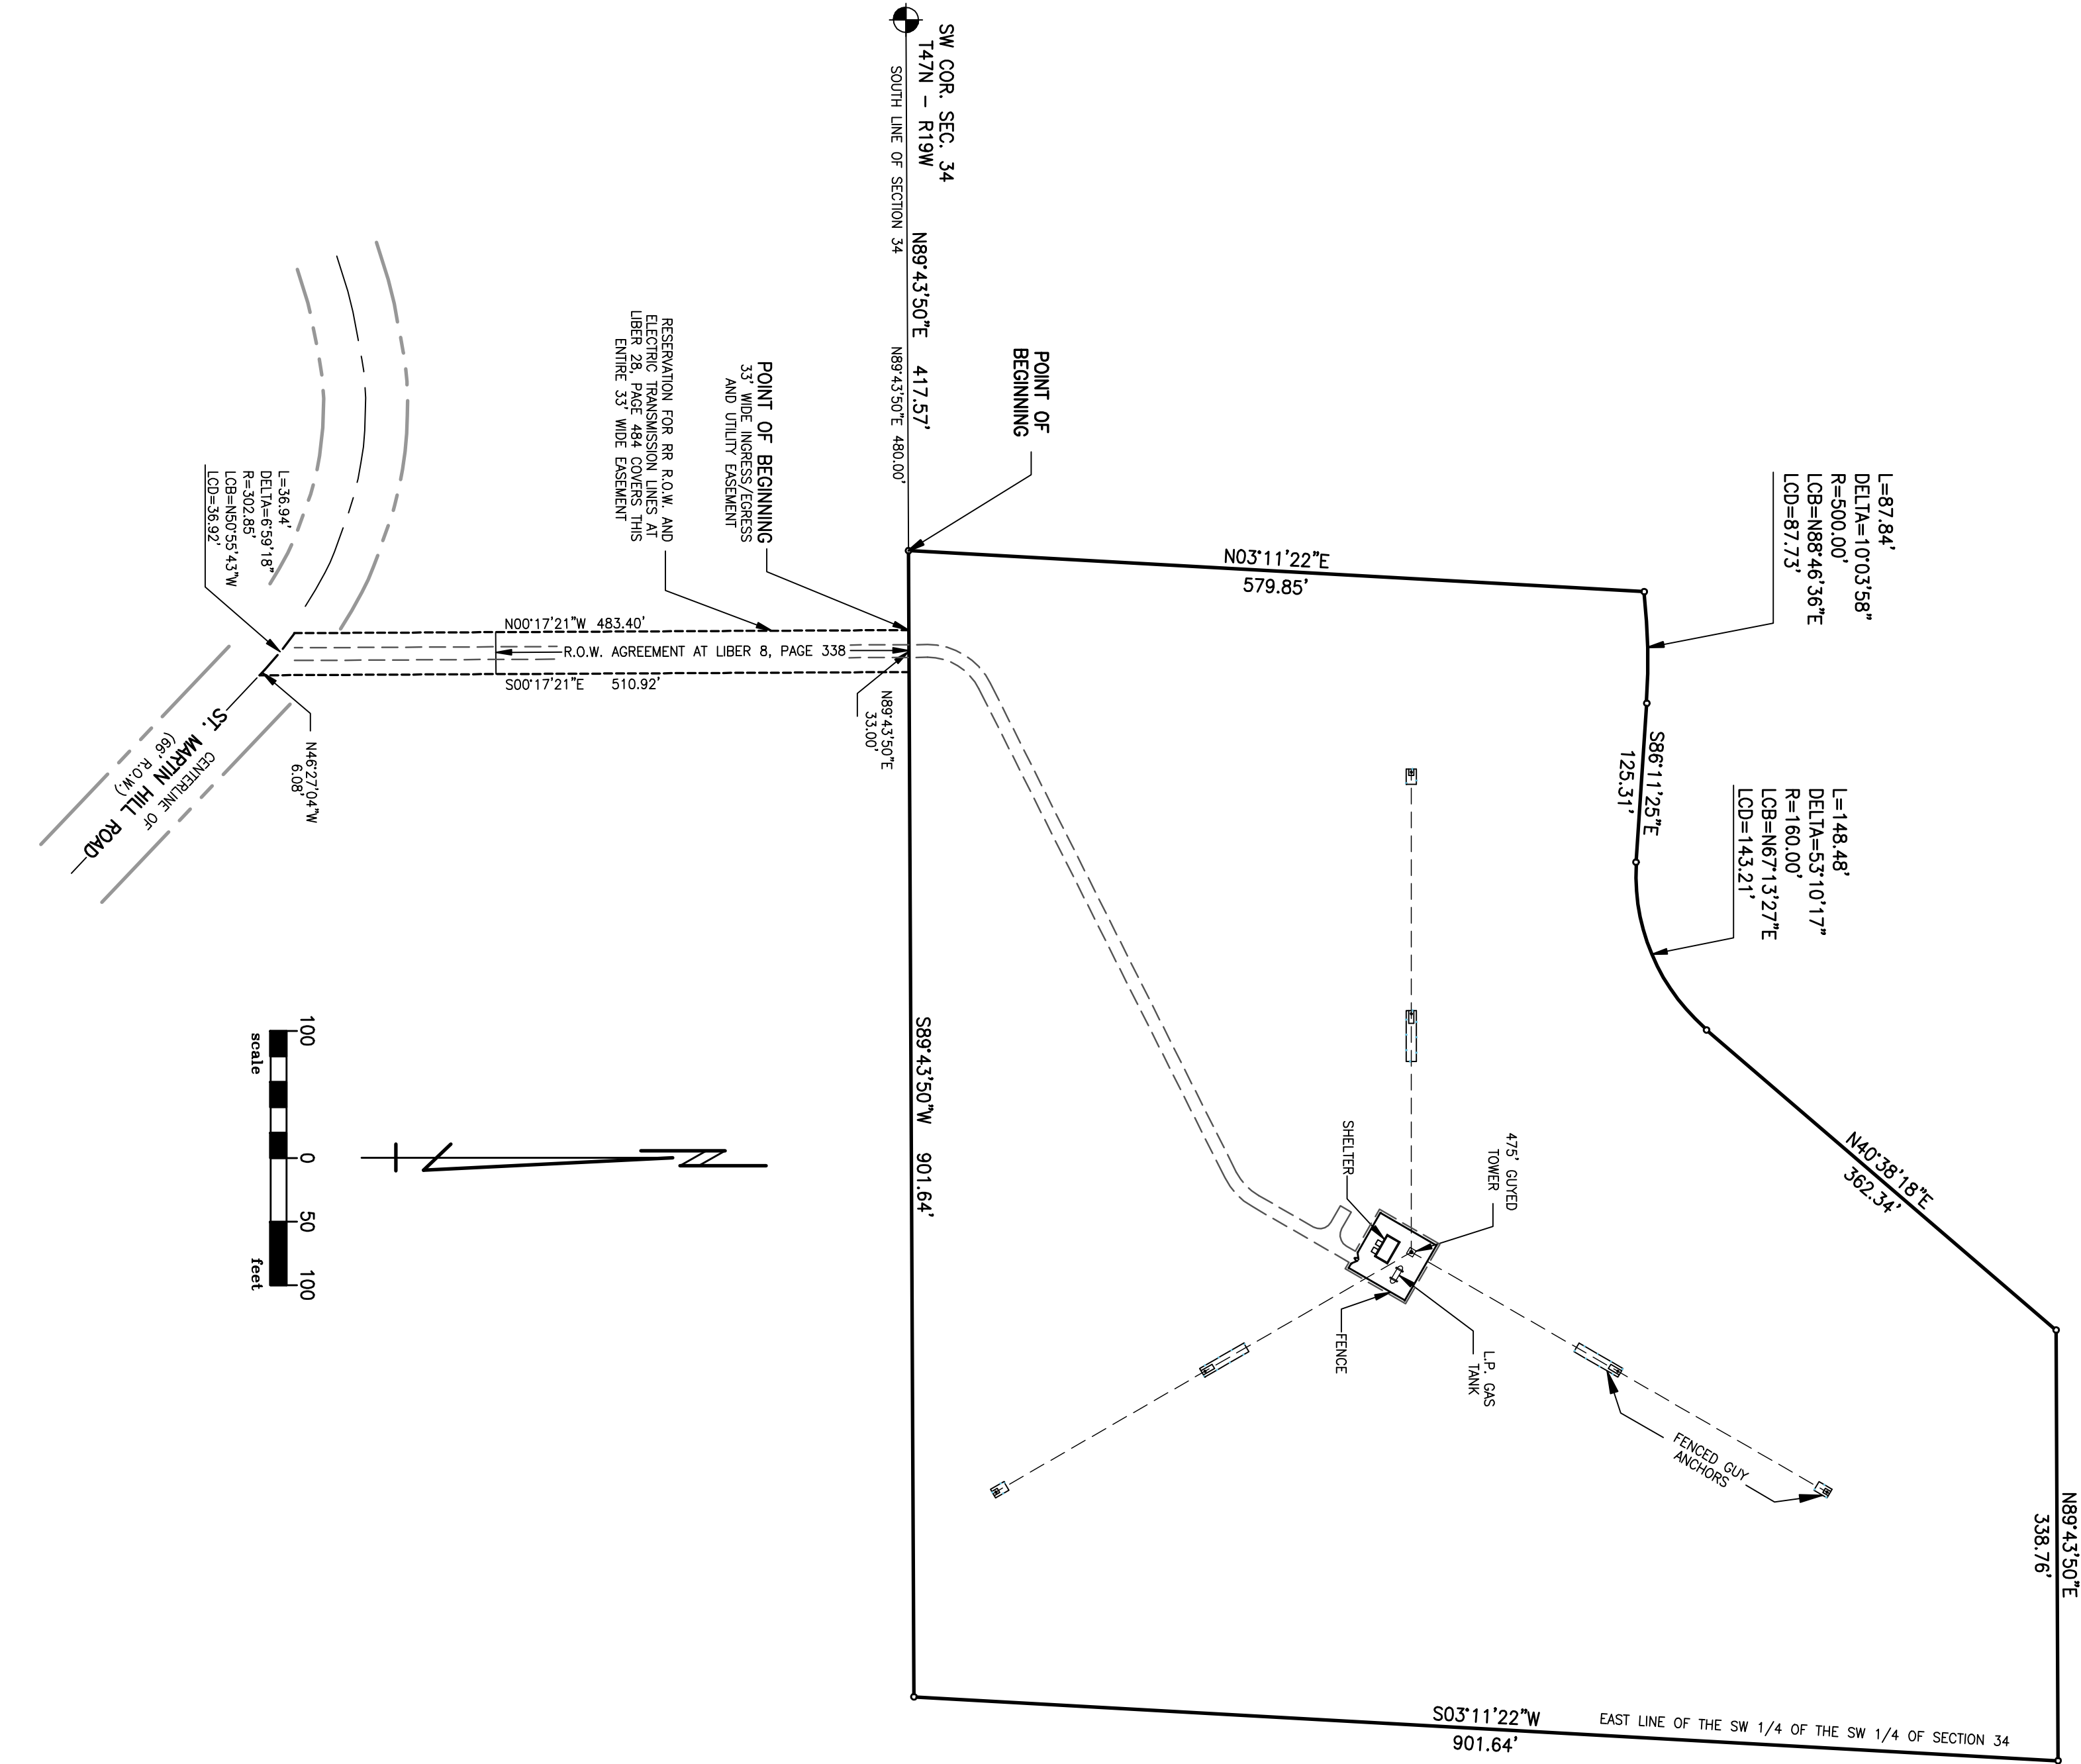 SW COR. SEC. 34
T47N - R19W
SOUTH LINE OF SECTION 34
N89°43'50"E 417.57'
N89°43'50"E 480.00'
POINT OF
BEGINNING
POINT OF BEGINNING
33' WIDE INGRESS/EGRESS
AND UTILITY EASEMENT
RESERVATION FOR RR R.O.W. AND
ELECTRIC TRANSMISSION LINES AT
LIBER 28, PAGE 484 COVERS THIS
ENTIRE 33' WIDE EASEMENT
L=87.84'
DELTA=10°03'58"
R=500.00'
LCB=N88°46'36"E
LCD=87.73'
L=36.94'
DELTA=6°59'18"
R=302.85'
LCB=N50°55'43"W
LCD=36.92'
N03°11'22"E
579.85'
N00°17'21"W 483.40'
R.O.W. AGREEMENT AT LIBER 8, PAGE 338
S00°17'21"E 510.92'
N89°43'50"E
33.00'
S86°11'25"E
125.31'
L=148.48'
DELTA=53°10'17"
R=160.00'
LCB=N67°13'27"E
LCD=143.21'
N46°27'04"W
6.08'
CENTERLINE OF
ST. MARTIN HILL ROAD
(66' R.O.W.)
N40°38'18"E
362.34'
S89°43'50"W 901.64'
100 0 50 100
scale feet
N
475' GUYED
TOWER
SHELTER
FENCE
L.P. GAS
TANK
FENCED GUY
ANCHORS
N89°43'50"E
338.76'
S03°11'22"W
901.64'
EAST LINE OF THE SW 1/4 OF THE SW 1/4 OF SECTION 34